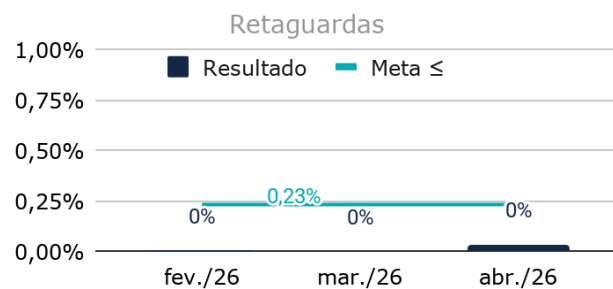 Retaguardas
1,00%
Resultado
Meta ≤
0,75%
0,50%
0,25%
0,23%
0%
0%
0%
0,00%
fev./26
mar./26
abr./26